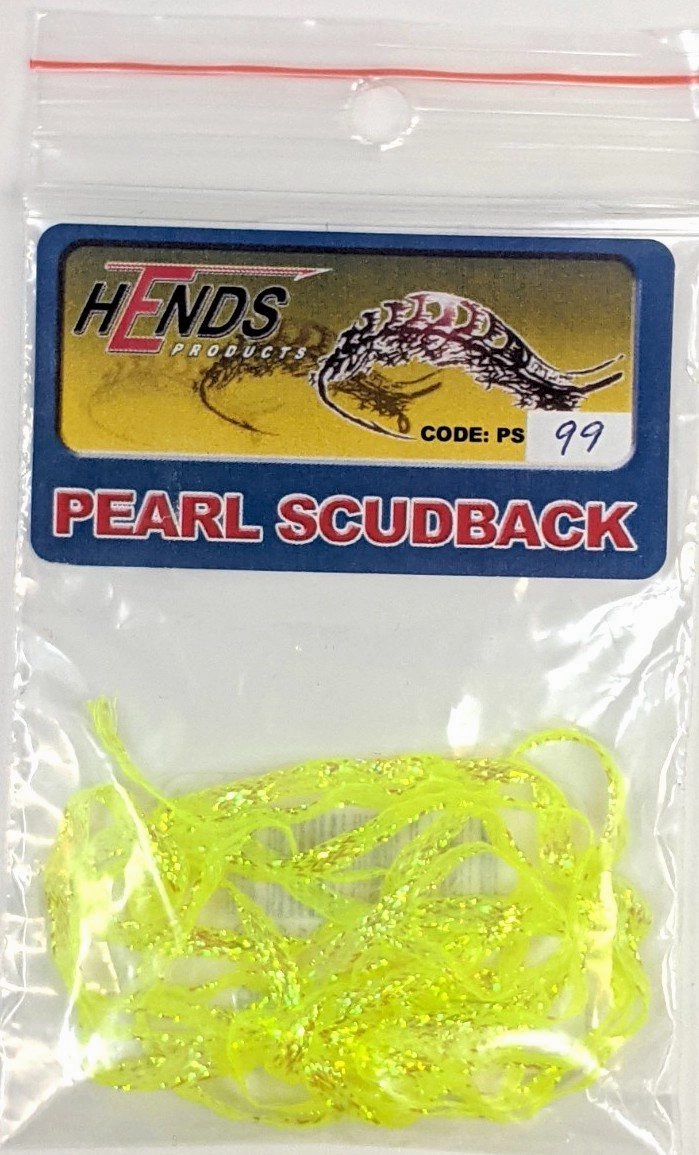 HENDS
PRODUCTS
CODE: PS 99
PEARL SCUDBACK